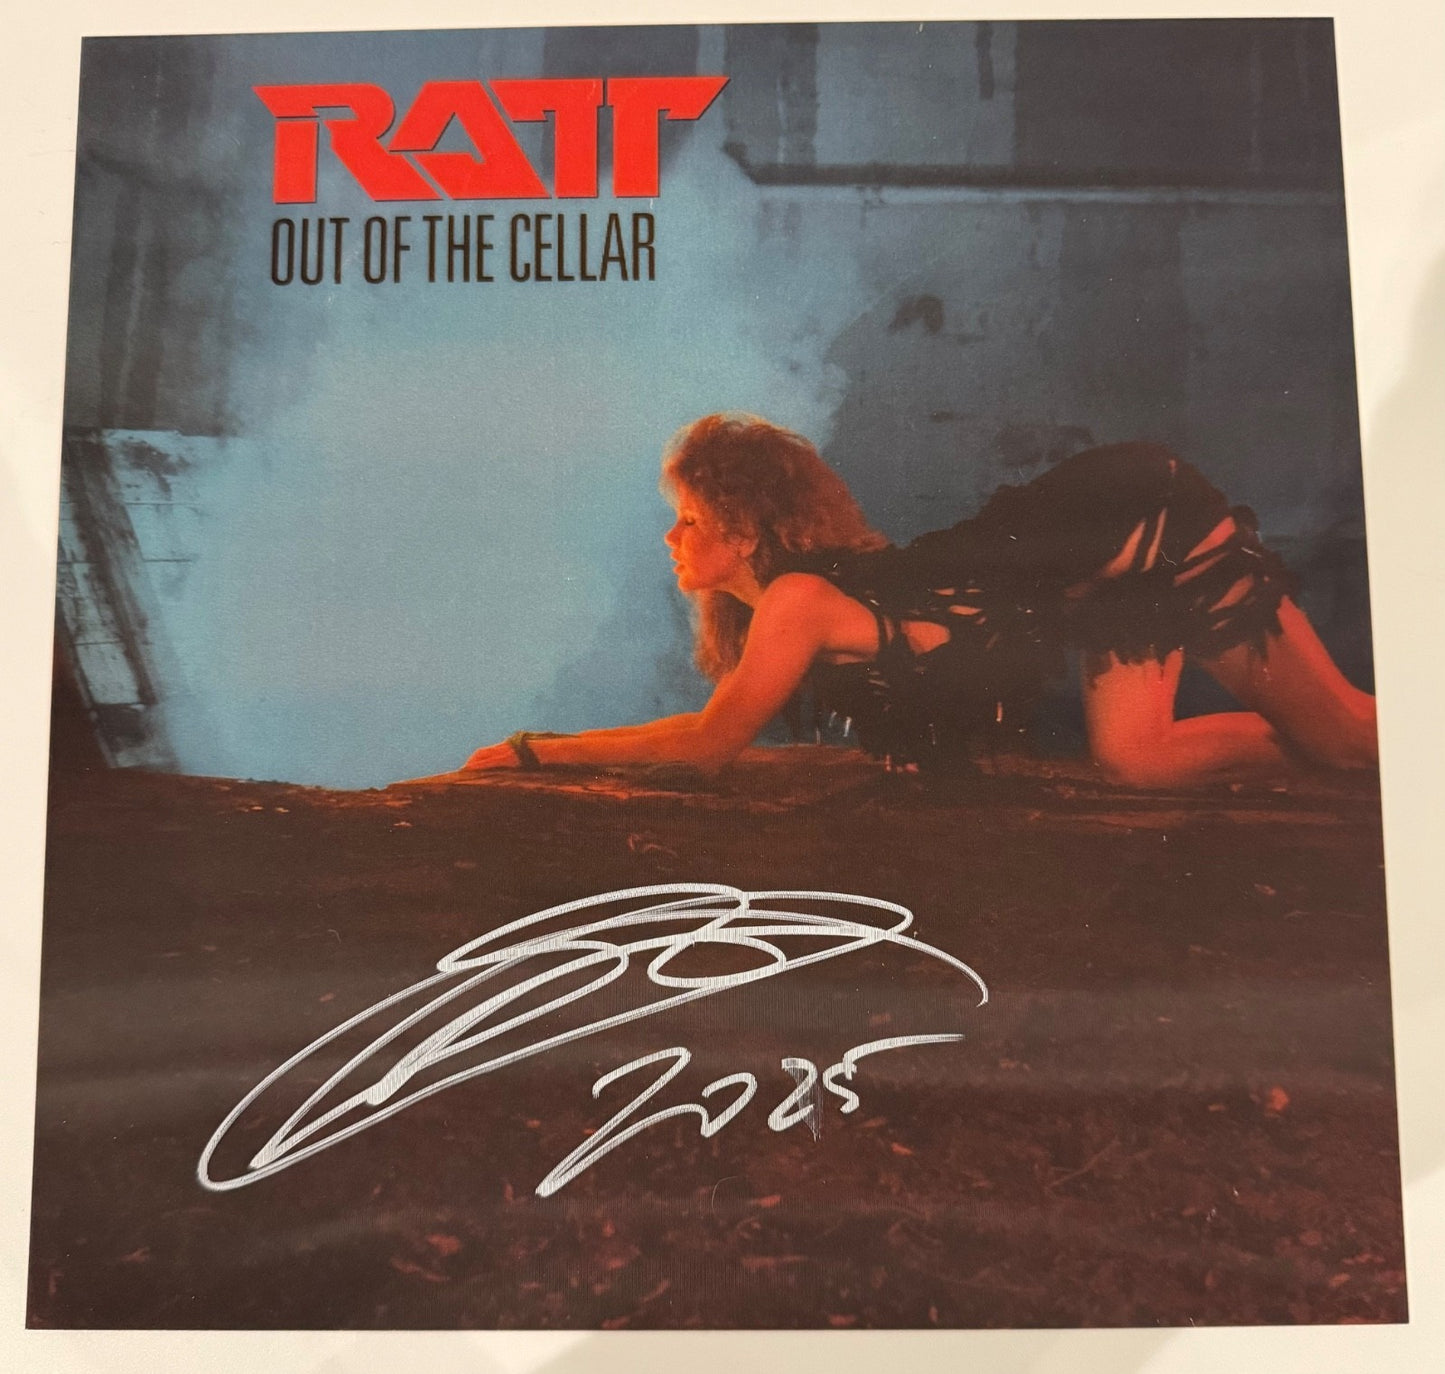 RATT
OUT OF THE CELLAR
2025